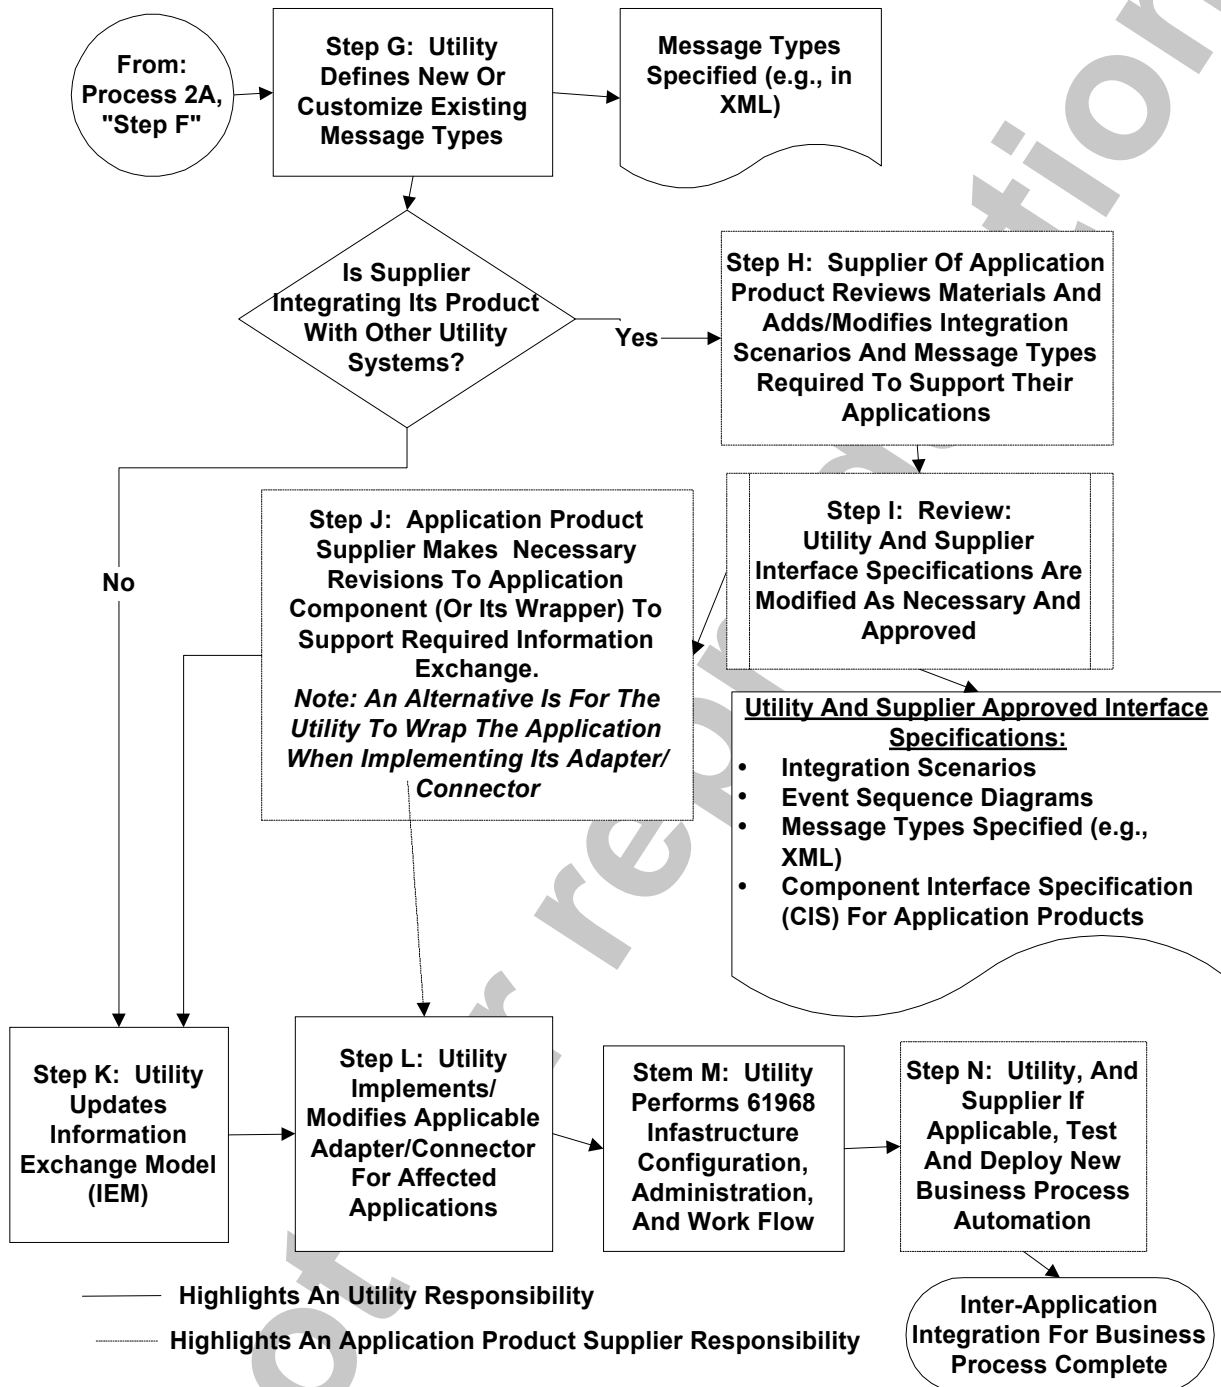 From:
Process 2A,
"Step F"
Step G: Utility
Defines New Or
Customize Existing
Message Types
Message Types
Specified (e.g., in
XML)
Is Supplier
Integrating Its Product
With Other Utility
Systems?
Yes
Step H: Supplier Of Application
Product Reviews Materials And
Adds/Modifies Integration
Scenarios And Message Types
Required To Support Their
Applications
No
Step J: Application Product
Supplier Makes Necessary
Revisions To Application
Component (Or Its Wrapper) To
Support Required Information
Exchange.
Note: An Alternative Is For The
Utility To Wrap The Application
When Implementing Its Adapter/
Connector
Step I: Review:
Utility And Supplier
Interface Specifications Are
Modified As Necessary And
Approved
Utility And Supplier Approved Interface
Specifications:
• Integration Scenarios
• Event Sequence Diagrams
• Message Types Specified (e.g.,
XML)
• Component Interface Specification
(CIS) For Application Products
Step K: Utility
Updates
Information
Exchange Model
(IEM)
Step L: Utility
Implements/
Modifies Applicable
Adapter/Connector
For Affected
Applications
Stem M: Utility
Performs 61968
Infastructure
Configuration,
Administration,
And Work Flow
Step N: Utility, And
Supplier If
Applicable, Test
And Deploy New
Business Process
Automation
Highlights An Utility Responsibility
Highlights An Application Product Supplier Responsibility
Inter-Application
Integration For Business
Process Complete